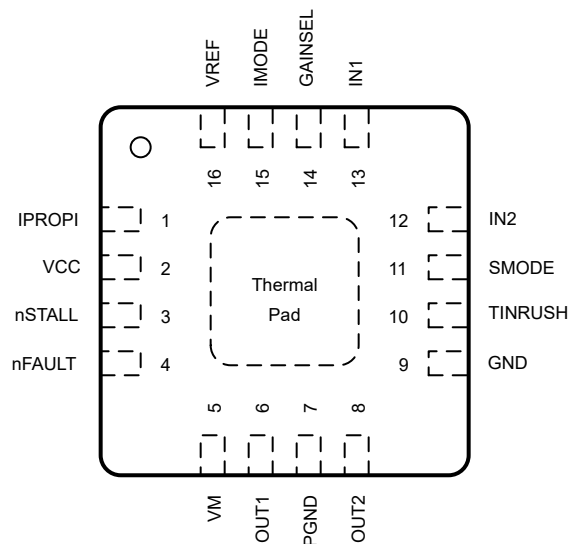 VREF
IMODE
GAINSEL
IN1
16
15
14
13
IPROPI 1
VCC 2
nSTALL 3
nFAULT 4
Thermal
Pad
12 IN2
11 SMODE
10 TINRUSH
9 GND
5
6
7
8
VM
OUT1
PGND
OUT2